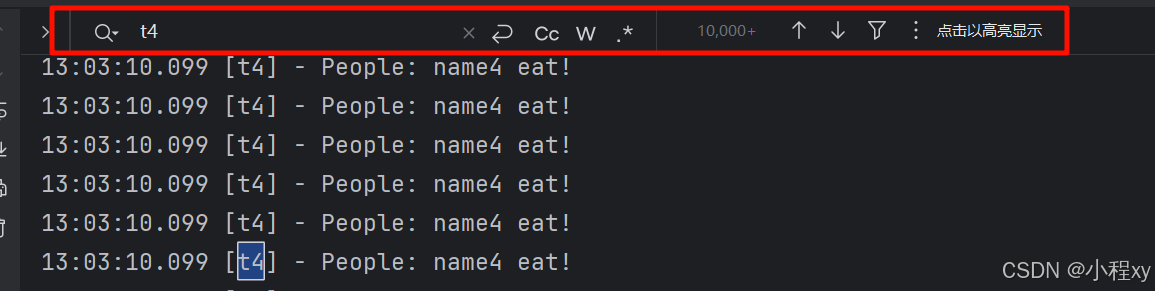 t4 Cc W .* 10,000+ 点击以高亮显示
13:03:10.099 [t4] - People: name4 eat!
13:03:10.099 [t4] - People: name4 eat!
13:03:10.099 [t4] - People: name4 eat!
13:03:10.099 [t4] - People: name4 eat!
13:03:10.099 [t4] - People: name4 eat!
13:03:10.099 [t4] - People: name4 eat!
CSDN @小程xy